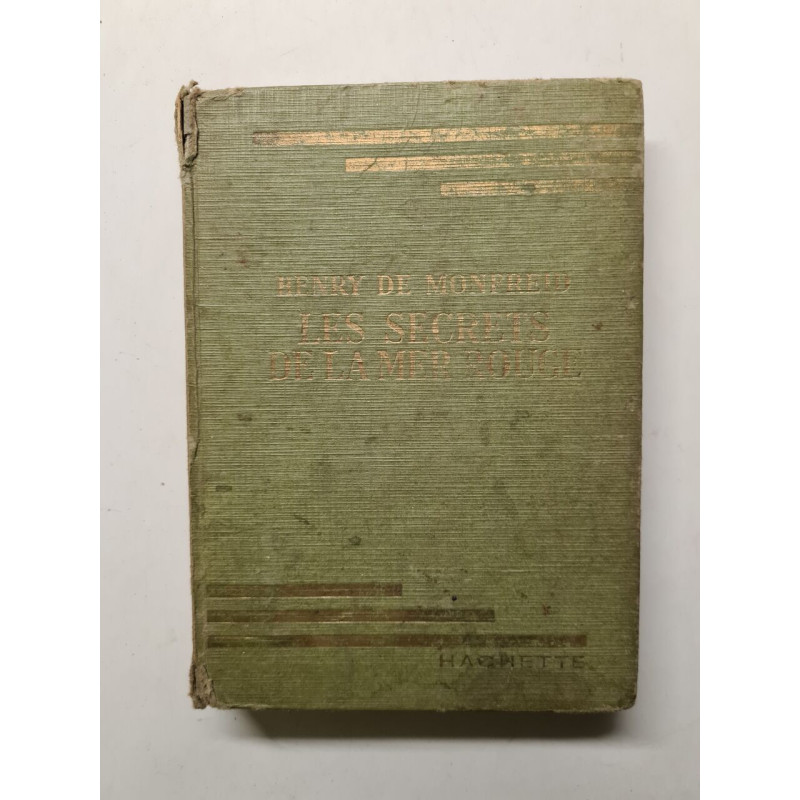 HENRY DE MONFREID
LES SECRETS
DE LA MER ROUGE
HACHETTE